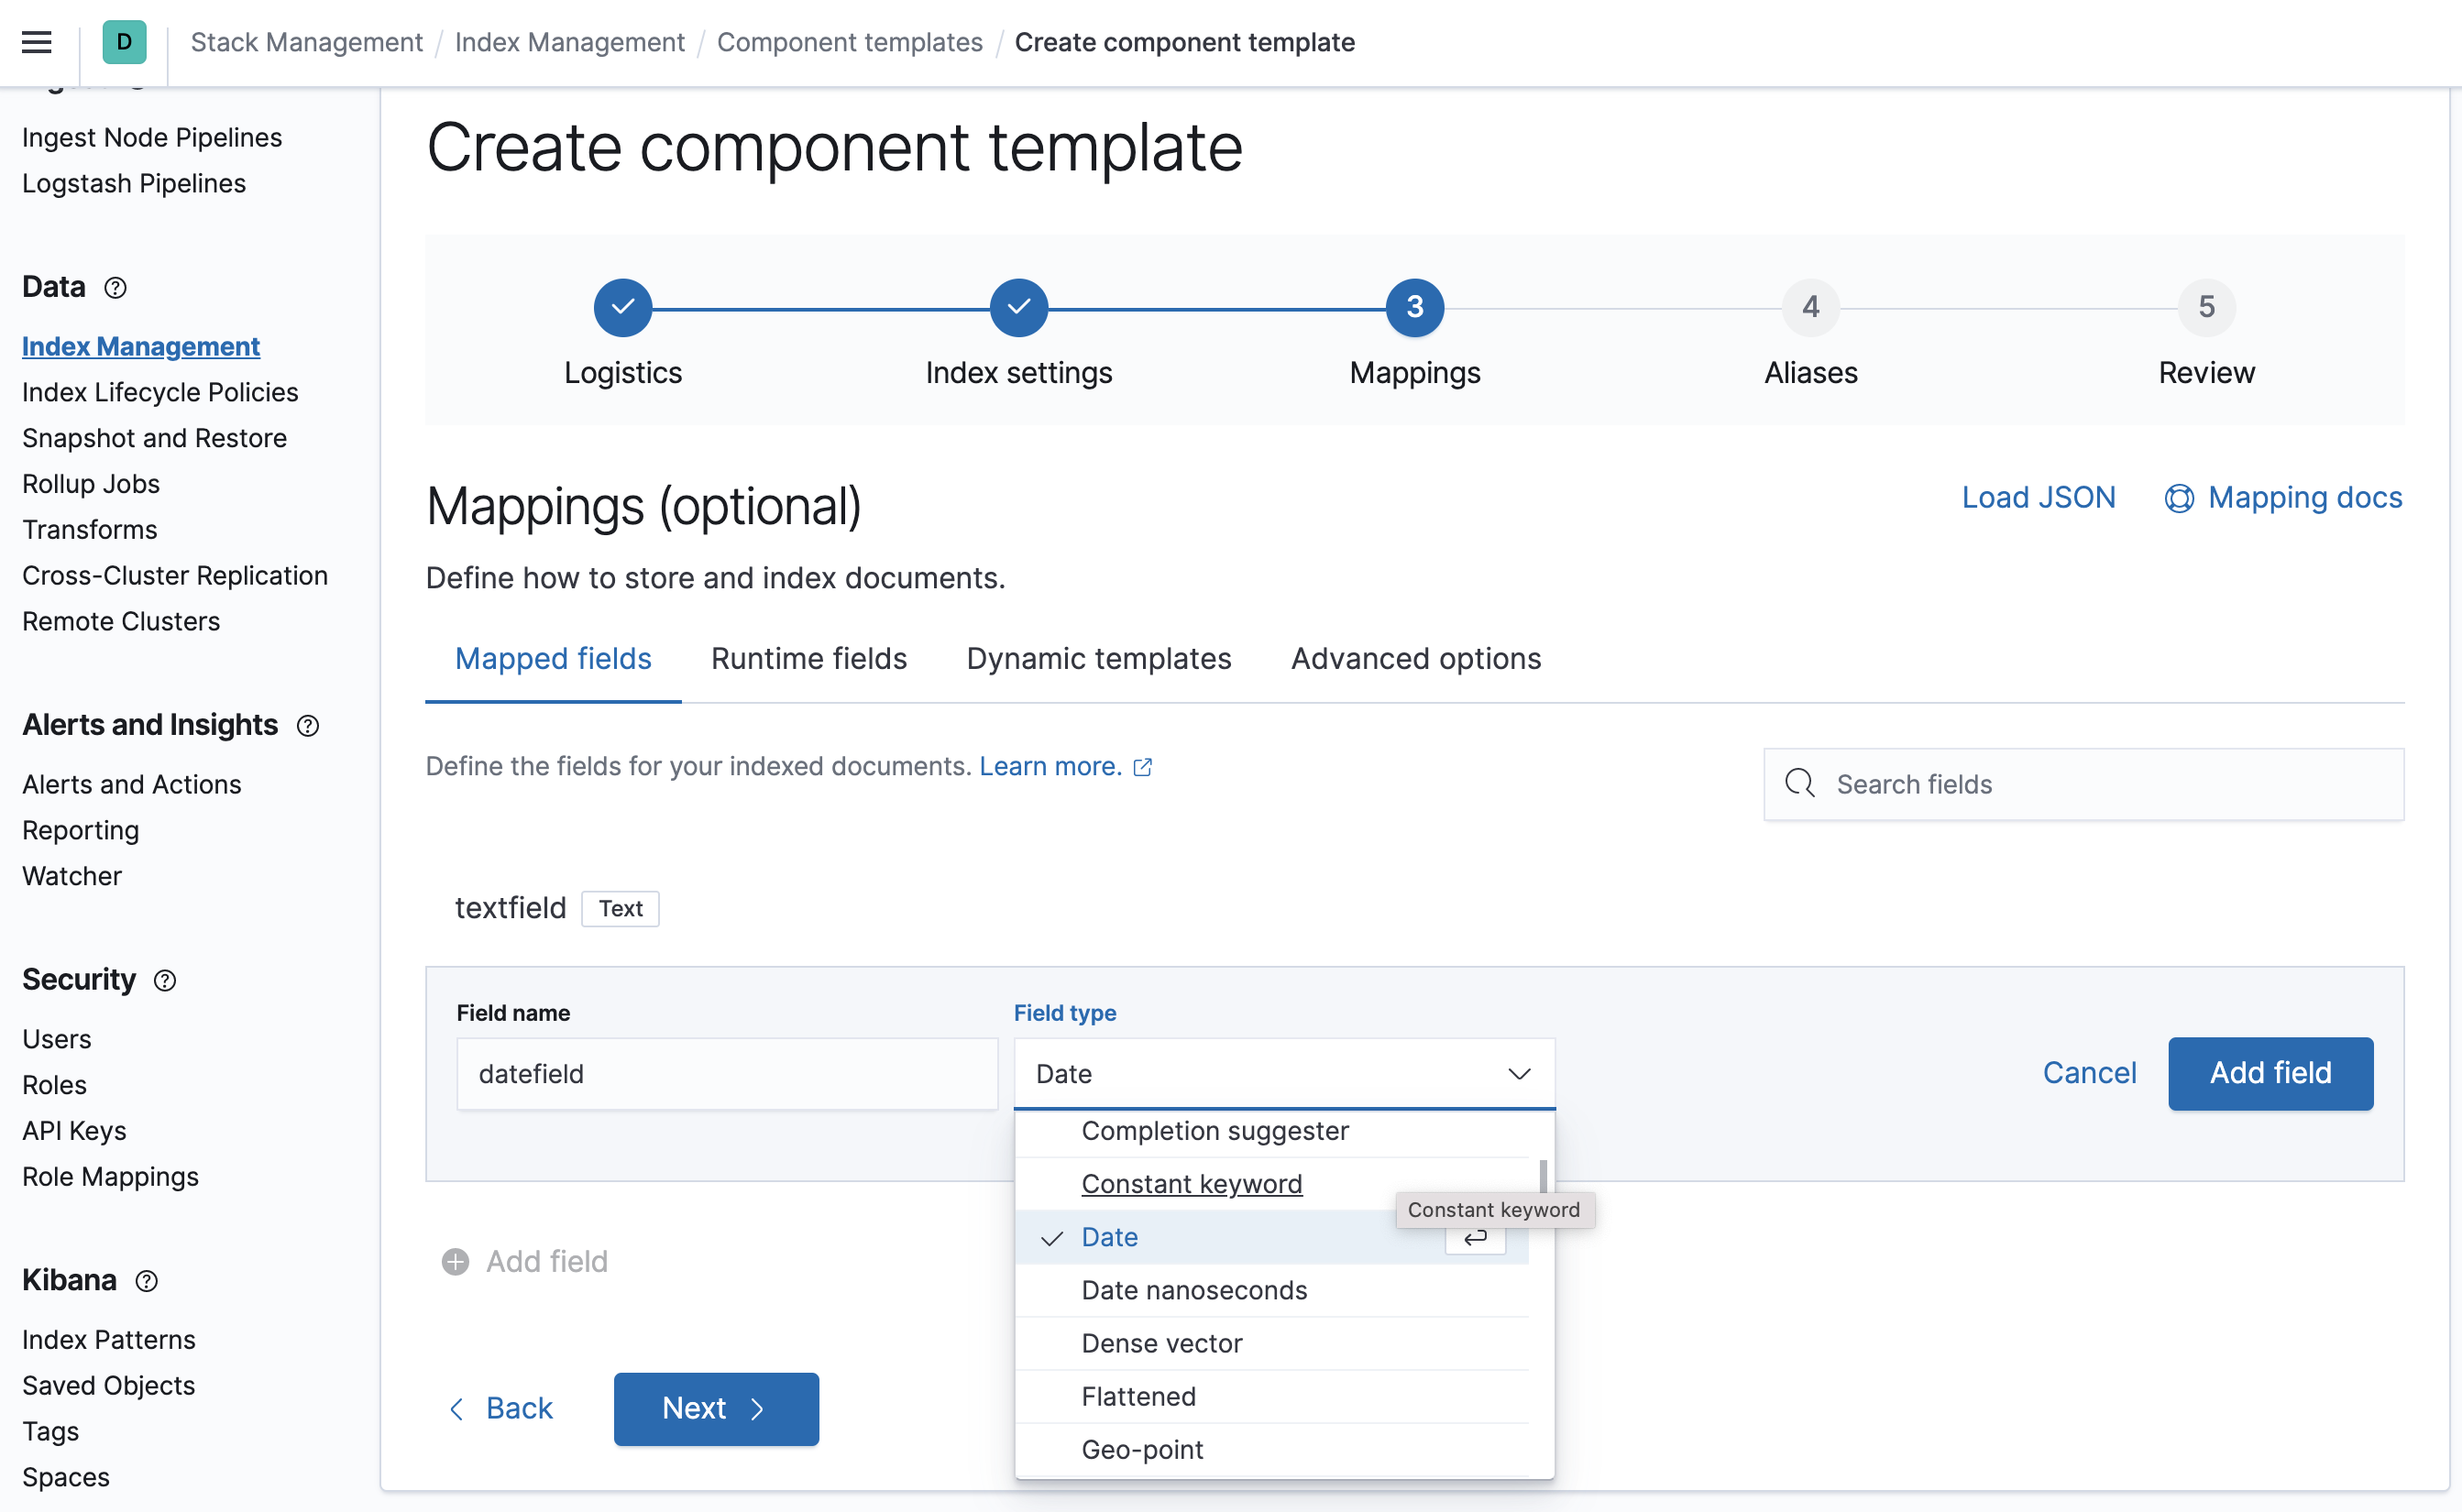 D Stack Management / Index Management / Component templates / Create component template
Ingest Node Pipelines
Logstash Pipelines
Data
Index Management
Index Lifecycle Policies
Snapshot and Restore
Rollup Jobs
Transforms
Cross-Cluster Replication
Remote Clusters
Alerts and Insights
Alerts and Actions
Reporting
Watcher
Security
Users
Roles
API Keys
Role Mappings
Kibana
Index Patterns
Saved Objects
Tags
Spaces
Create component template
3 4 5
Logistics Index settings Mappings Aliases Review
Mappings (optional)
Load JSON Mapping docs
Define how to store and index documents.
Mapped fields Runtime fields Dynamic templates Advanced options
Define the fields for your indexed documents. Learn more.
Search fields
textfield Text
Field name Field type
datefield Date Cancel Add field
Completion suggester
Constant keyword
Constant keyword
Date
Date nanoseconds
Dense vector
Flattened
Geo-point
Add field
Back Next